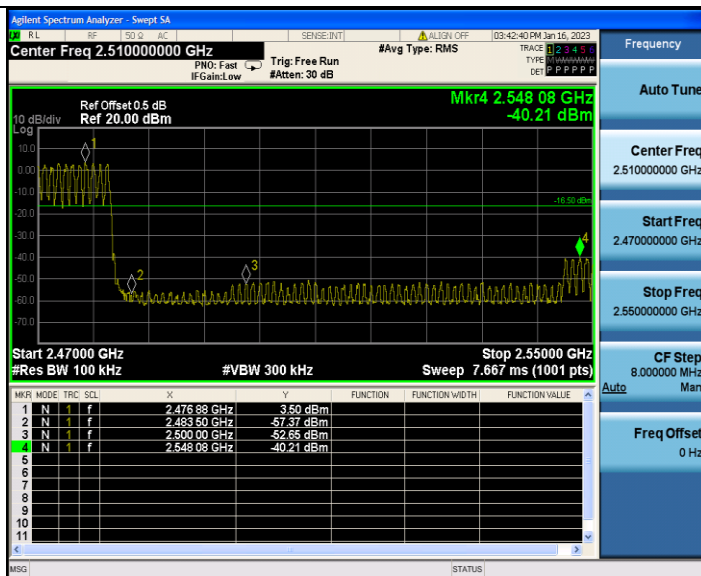 Agilent Spectrum Analyzer - Swept SA
RL RF 50 Ω AC SENSE:INT ALIGN OFF 03:42:40 PM Jan 16, 2023
Center Freq 2.510000000 GHz #Avg Type: RMS TRACE 1 2 3 4 5 6
PNO: Fast Trig: Free Run TYPE M W W W W W
IFGain:Low #Atten: 30 dB DET P P P P P P
Mkr4 2.548 08 GHz
Ref Offset 0.5 dB
10 dB/div Ref 20.00 dBm -40.21 dBm
Log
10.0
1
0.00
-10.0
-16.50 dBm
-20.0
-30.0
4
-40.0
-50.0
2 3
-60.0
-70.0
Start 2.47000 GHz Stop 2.55000 GHz
#Res BW 100 kHz #VBW 300 kHz Sweep 7.667 ms (1001 pts)
MKR MODE TRC SCL X Y FUNCTION FUNCTION WIDTH FUNCTION VALUE
1 N 1 f 2.476 88 GHz 3.50 dBm
2 N 1 f 2.483 50 GHz -57.37 dBm
3 N 1 f 2.500 00 GHz -52.65 dBm
4 N 1 f 2.548 08 GHz -40.21 dBm
5
6
7
8
9
10
11
MSG STATUS
Frequency
Auto Tune
Center Freq
2.510000000 GHz
Start Freq
2.470000000 GHz
Stop Freq
2.550000000 GHz
CF Step
8.000000 MHz
Auto Man
Freq Offset
0 Hz